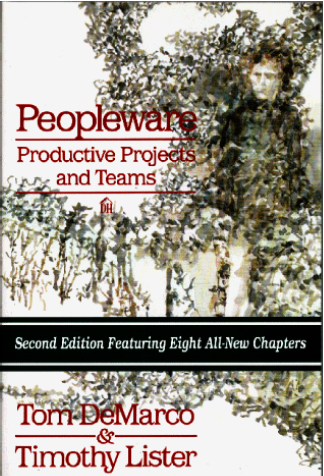 Peopleware
Productive Projects
and Teams
DH
Second Edition Featuring Eight All-New Chapters
Tom DeMarco
&
Timothy Lister